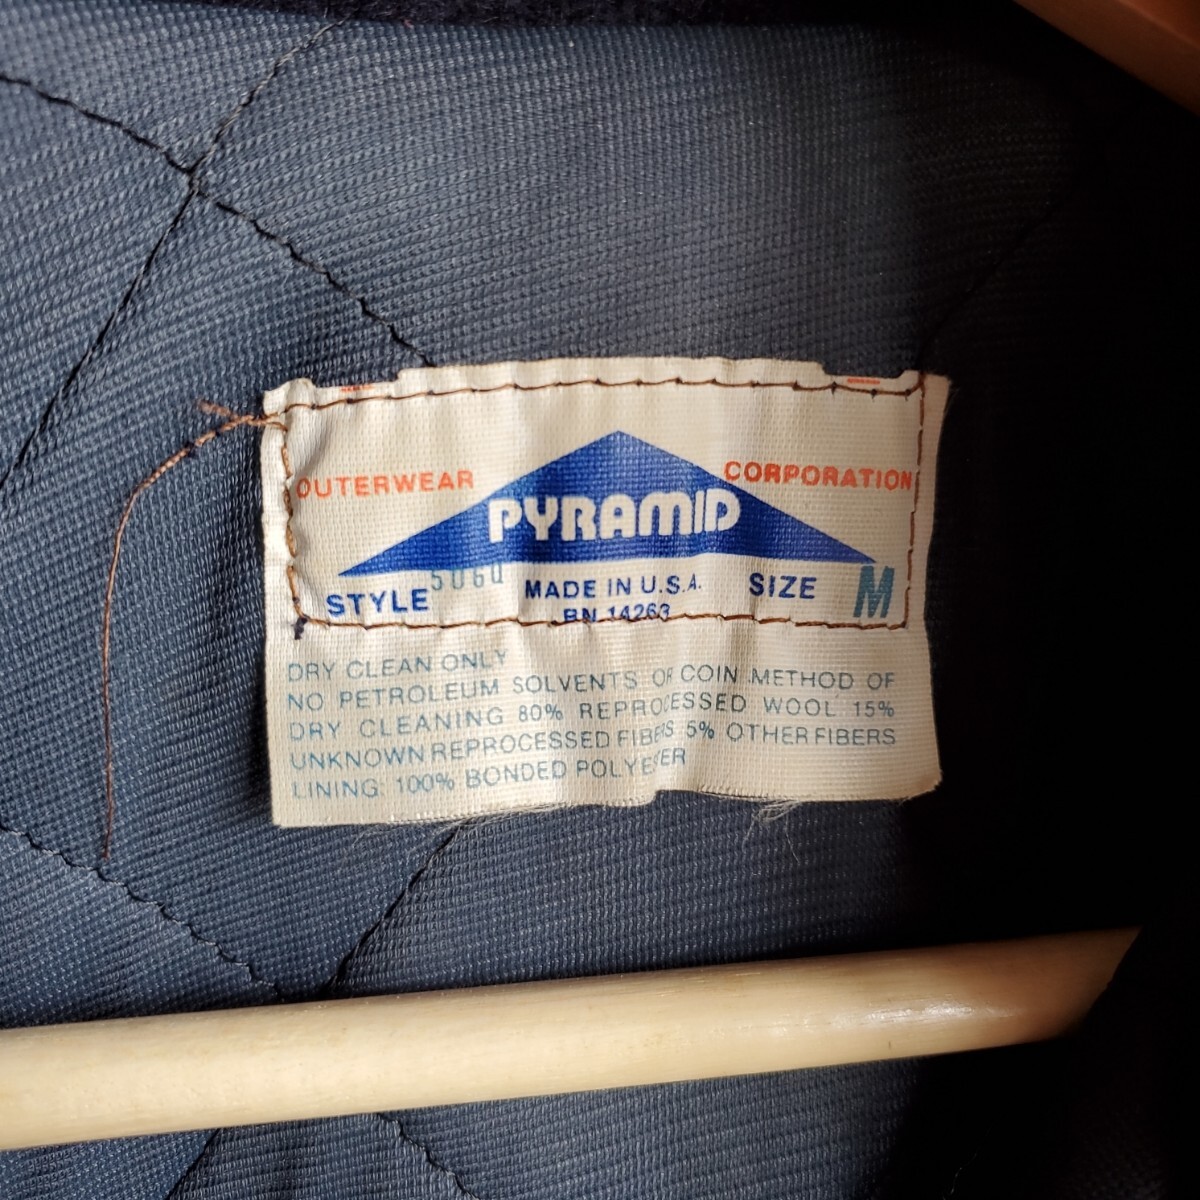 OUTERWEAR CORPORATION
PYRAMID
STYLE 5060 MADE IN U.S.A. SIZE M
RN 14263
DRY CLEAN ONLY
NO PETROLEUM SOLVENTS OR COIN METHOD OF
DRY CLEANING 80% REPROCESSED WOOL 15%
UNKNOWN REPROCESSED FIBERS 5% OTHER FIBERS
LINING: 100% BONDED POLYESTER